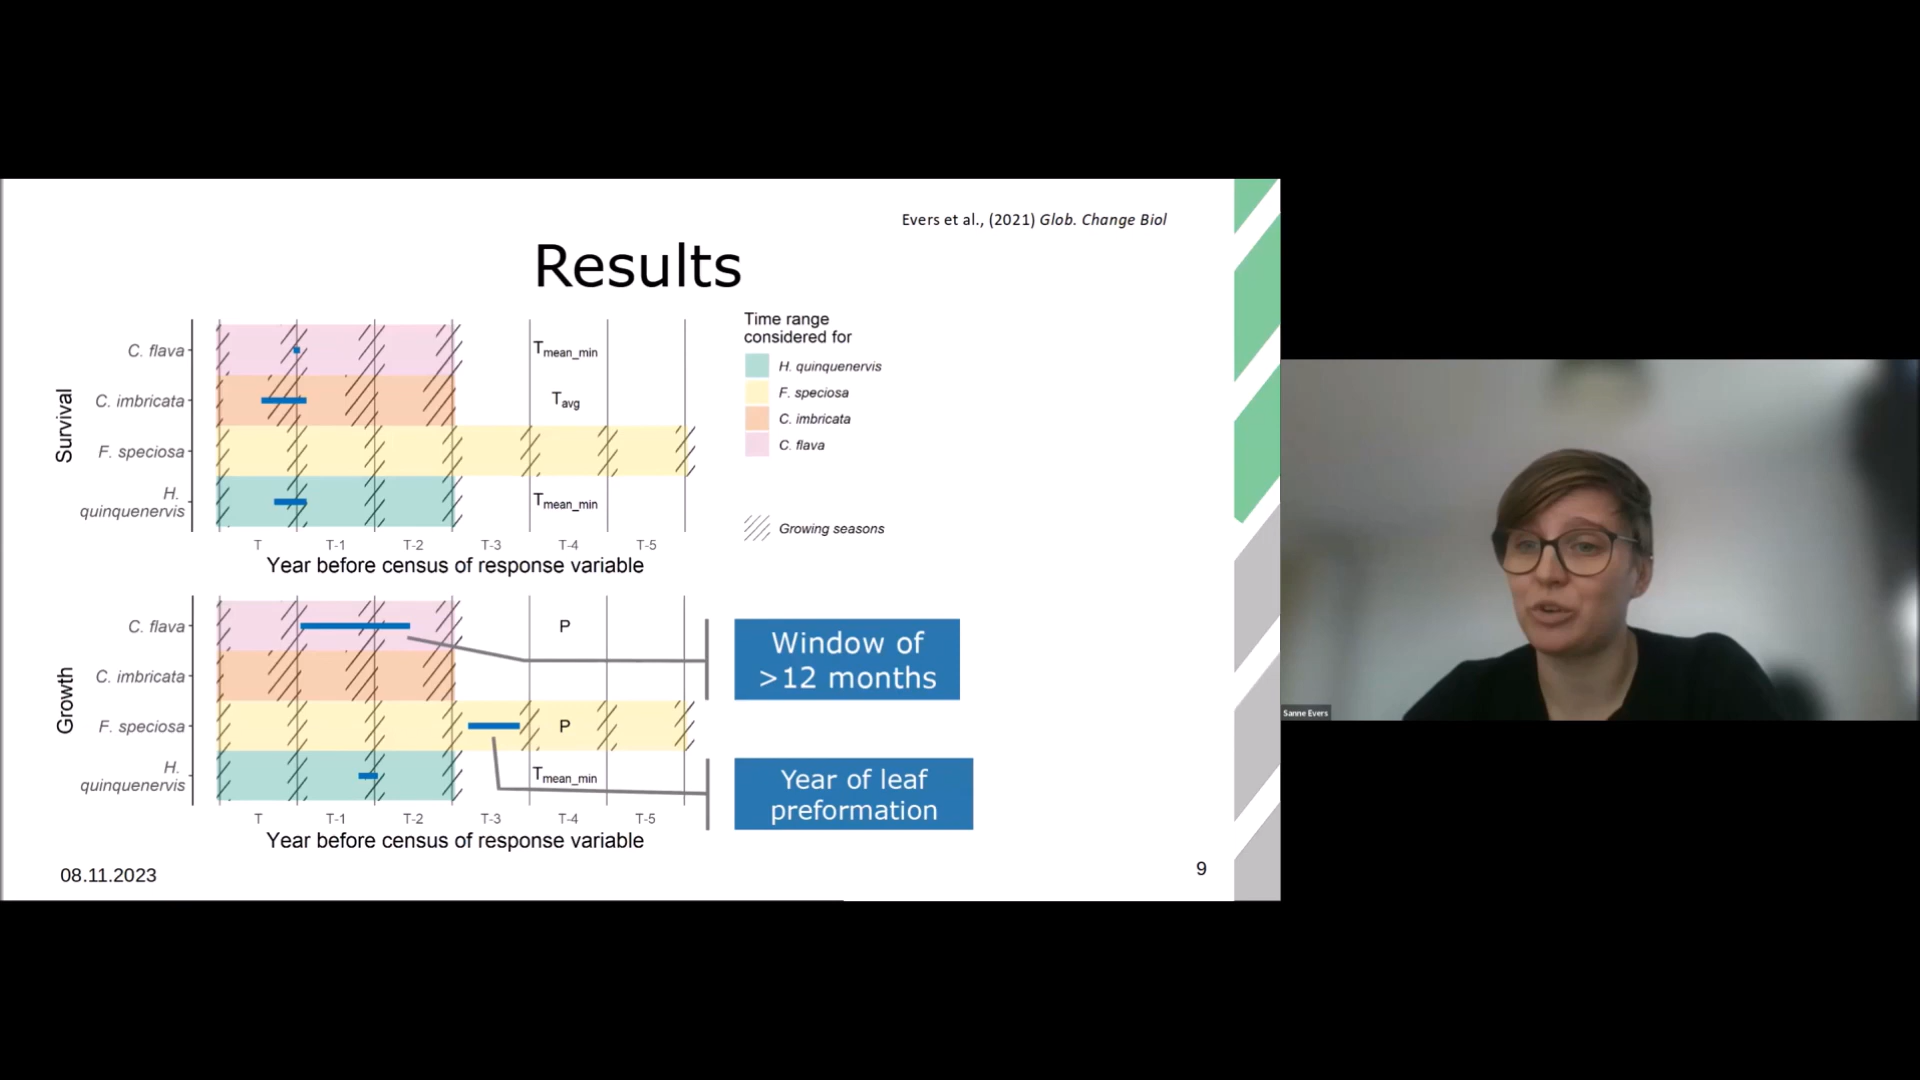 Evers et al., (2021) Glob. Change Biol
Results
Survival
C. flava
C. imbricata
F. speciosa
H.
quinquenervis
Tmean_min
Tavg
Tmean_min
T T-1 T-2 T-3 T-4 T-5
Year before census of response variable
Time range
considered for
H. quinquenervis
F. speciosa
C. imbricata
C. flava
Growing seasons
Growth
C. flava
C. imbricata
F. speciosa
H.
quinquenervis
P
P
Tmean_min
T T-1 T-2 T-3 T-4 T-5
Year before census of response variable
Window of
>12 months
Year of leaf
preformation
08.11.2023
9
Sanne Evers